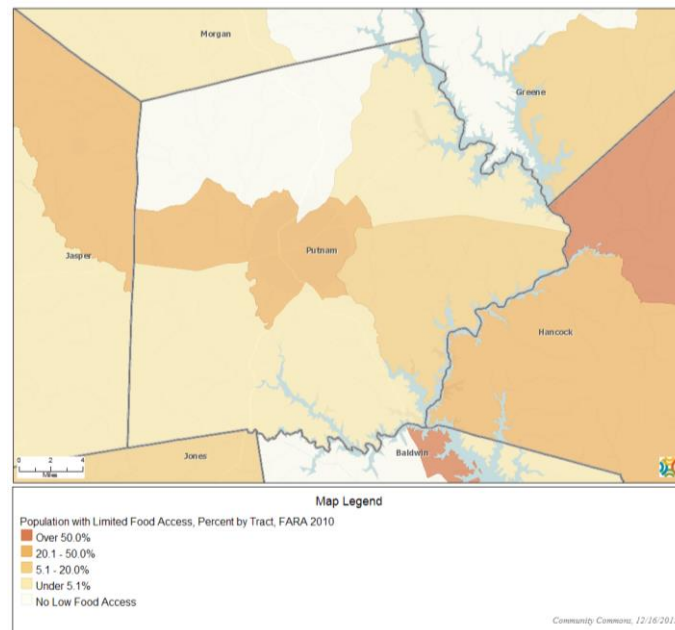 Morgan
Greene
Jasper
Putnam
Hancock
Jones
Baldwin
0 2 4
Miles
Map Legend
Population with Limited Food Access, Percent by Tract, FARA 2010
Over 50.0%
20.1 - 50.0%
5.1 - 20.0%
Under 5.1%
No Low Food Access